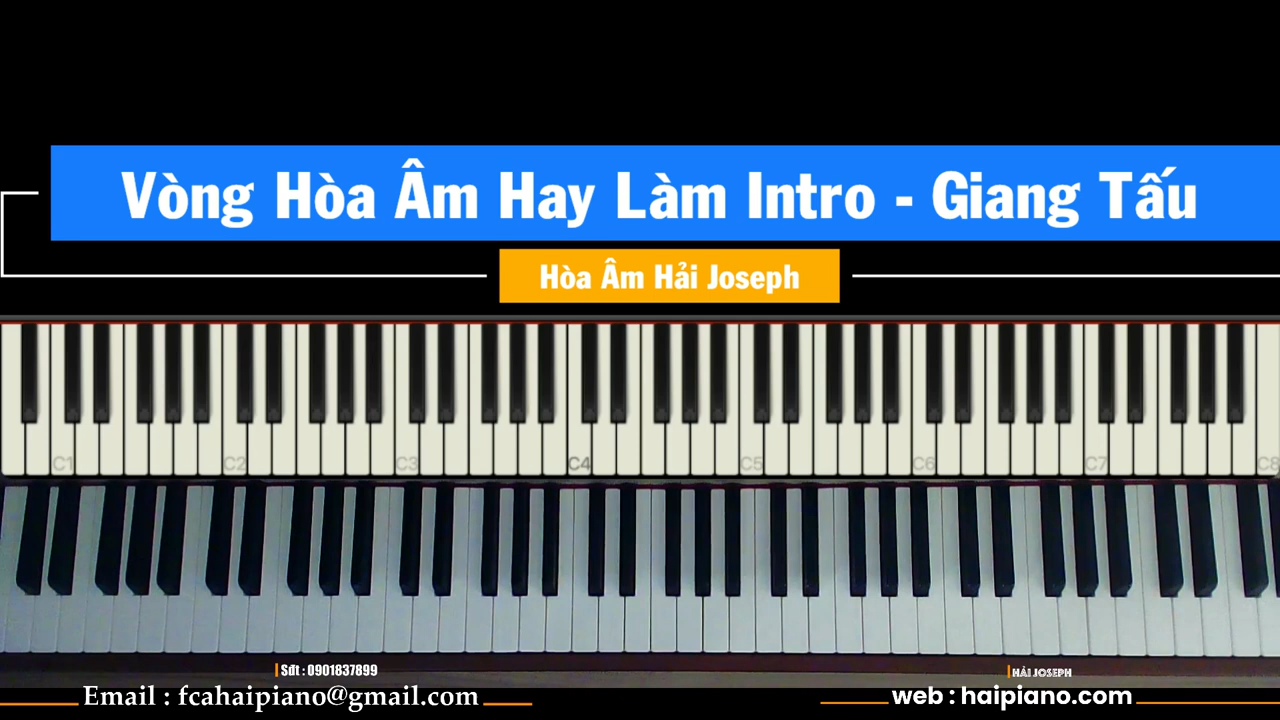 Vòng Hòa Âm Hay Làm Intro - Giang Tấu
Hòa Âm Hải Joseph
C1 C2 C3 C4 C5 C6 C7 C8
Sđt : 0901837899
HẢI JOSEPH
Email : fcahaipiano@gmail.com
web : haipiano.com